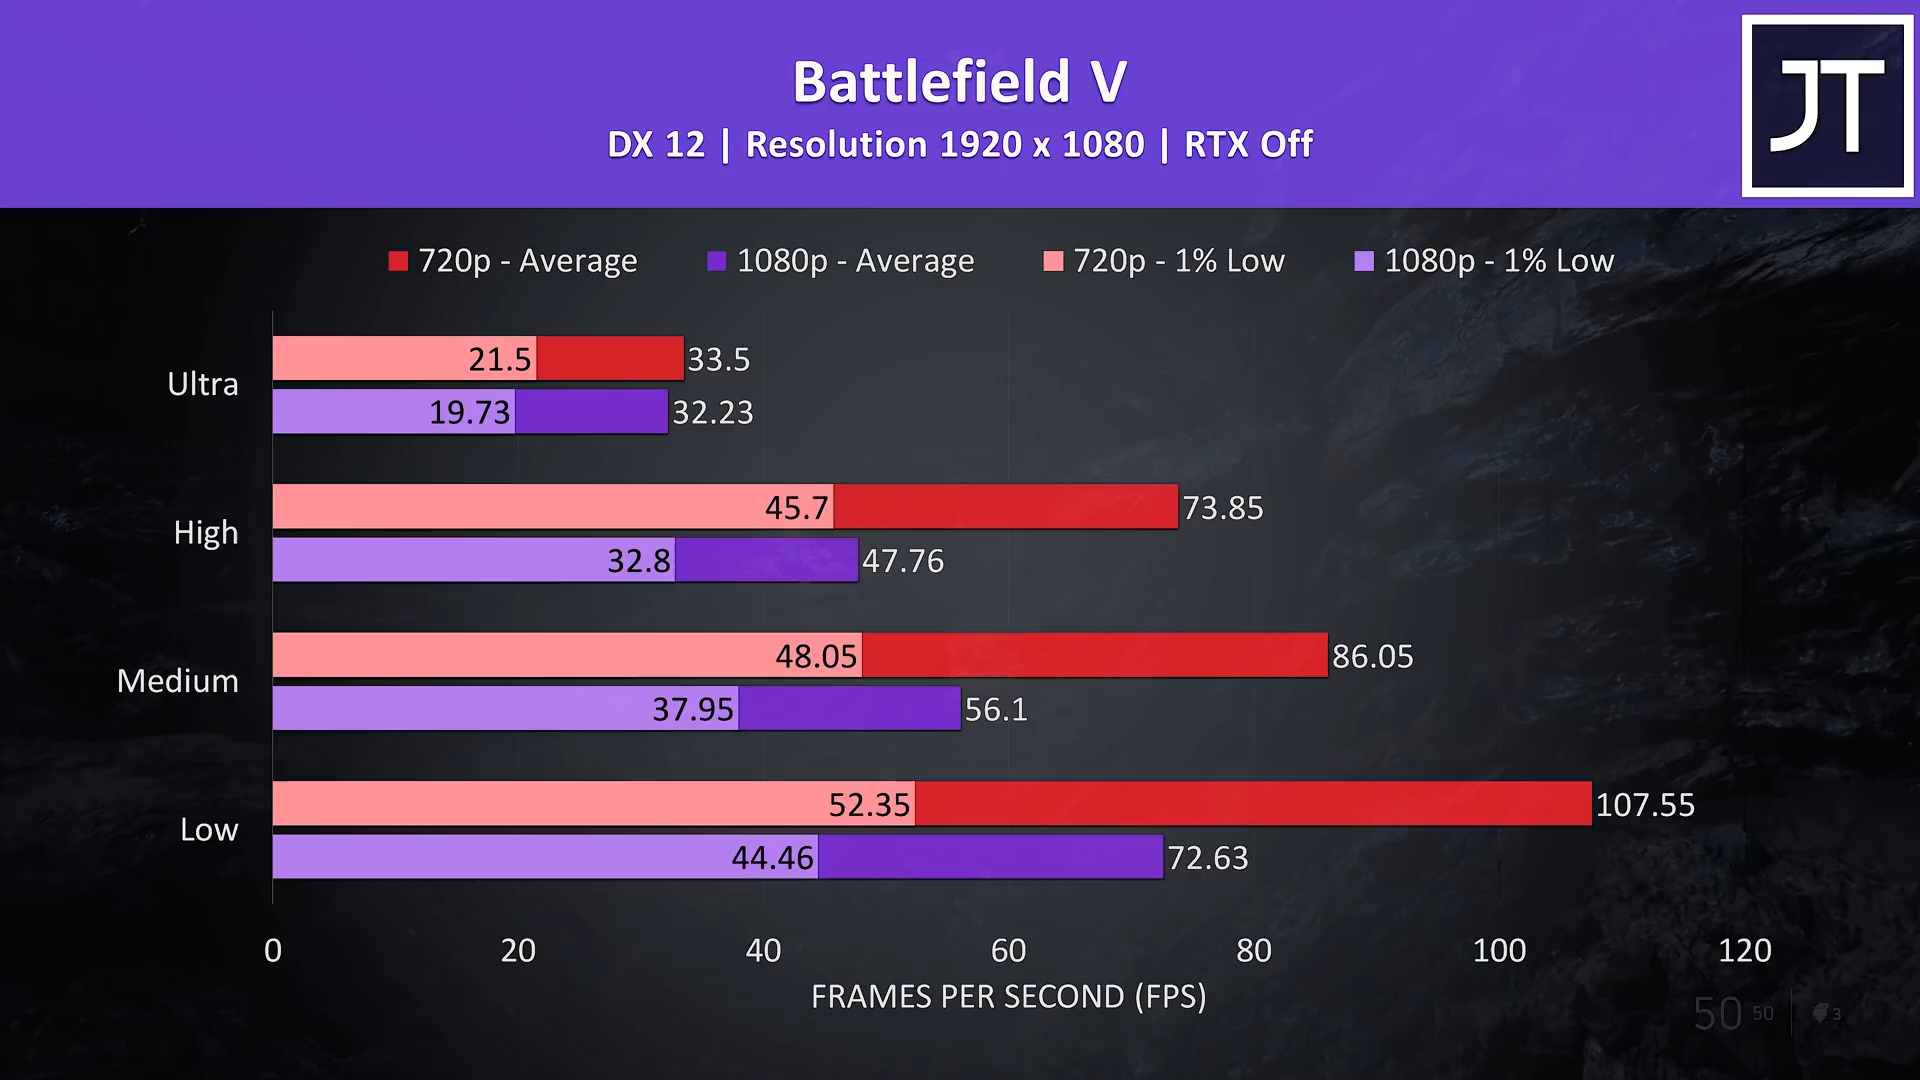 Battlefield V
DX 12 | Resolution 1920 x 1080 | RTX Off
JT
720p - Average 1080p - Average 720p - 1% Low 1080p - 1% Low
Ultra
21.5 33.5
19.73 32.23
High
45.7 73.85
32.8 47.76
Medium
48.05 86.05
37.95 56.1
Low
52.35 107.55
44.46 72.63
0 20 40 60 80 100 120
FRAMES PER SECOND (FPS)
50 50 3